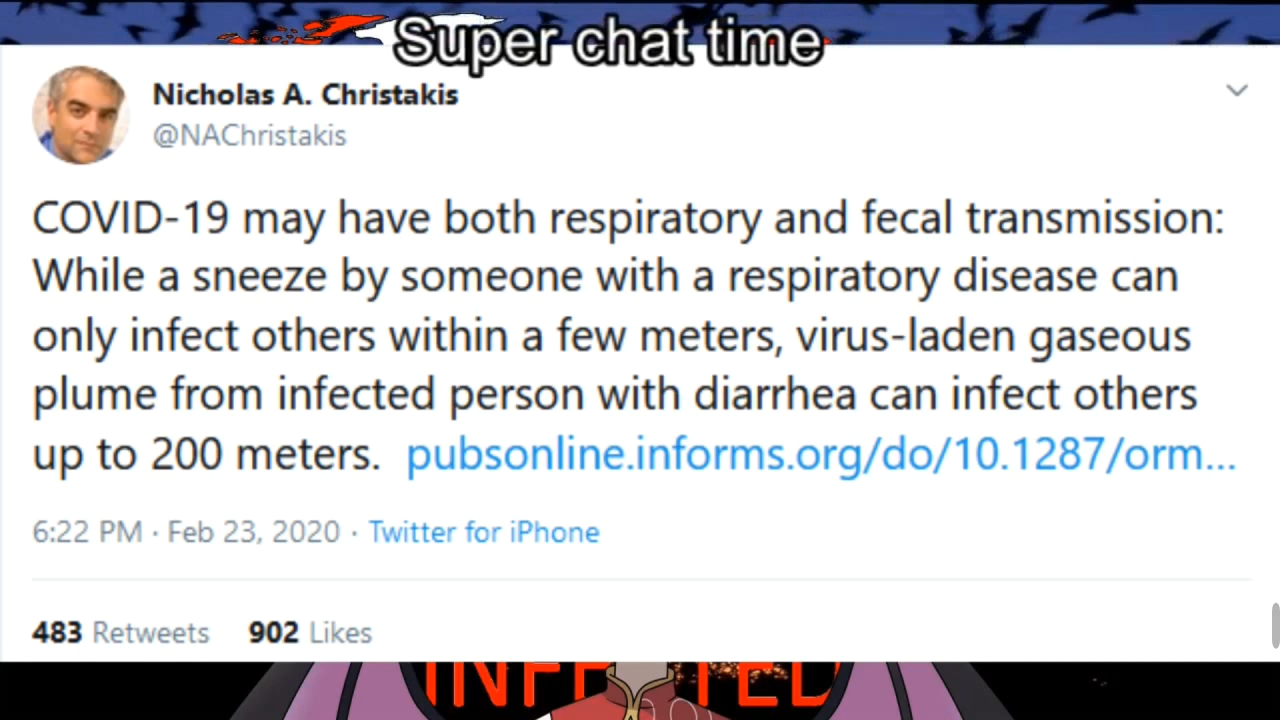 Super chat time
Nicholas A. Christakis
@NAChristakis
COVID-19 may have both respiratory and fecal transmission:
While a sneeze by someone with a respiratory disease can
only infect others within a few meters, virus-laden gaseous
plume from infected person with diarrhea can infect others
up to 200 meters. pubsonline.informs.org/do/10.1287/orm...
6:22 PM · Feb 23, 2020 · Twitter for iPhone
483 Retweets 902 Likes